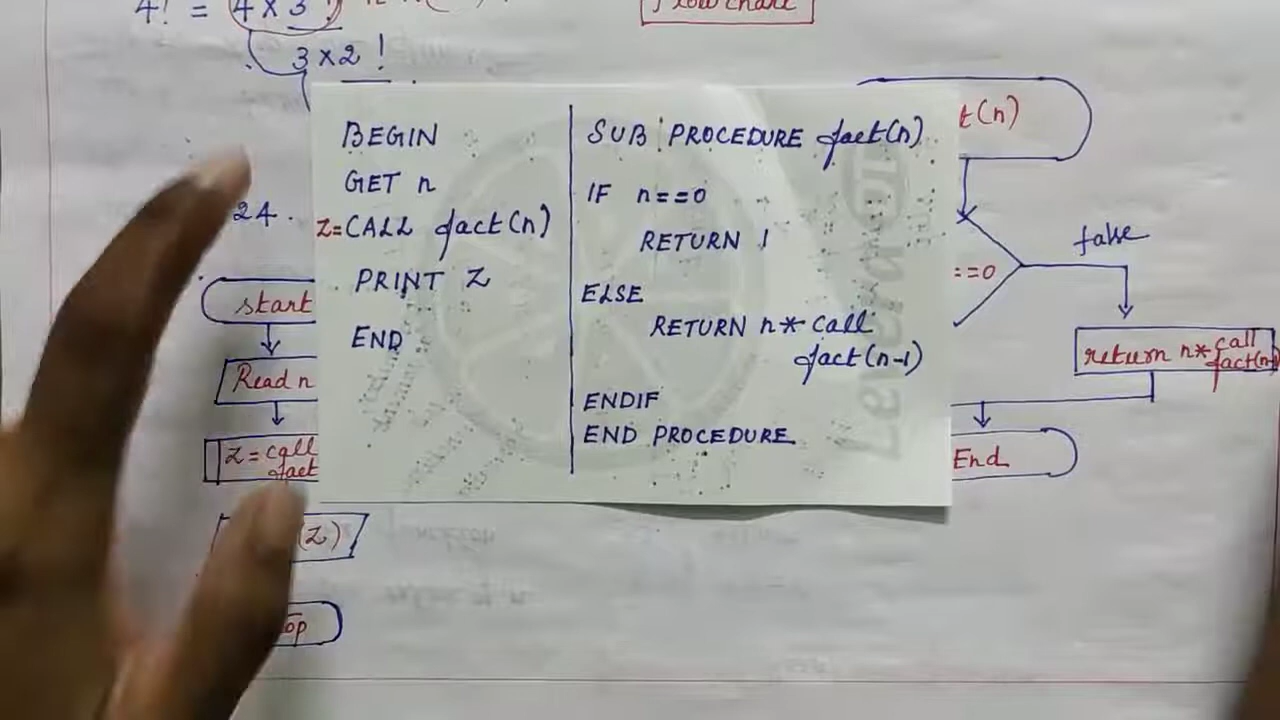 4! = 4 x 3!
Flowchart
3 x 2!
24.
BEGIN
GET n
Z=CALL fact(n)
PRINT Z
END
SUB PROCEDURE fact(n)
IF n==0
RETURN 1
ELSE
RETURN n* call
fact(n-1)
ENDIF
END PROCEDURE
start
Read n
Z = call
fact
(Z)
t(n)
==0
false
return n* call
fact(n-
End